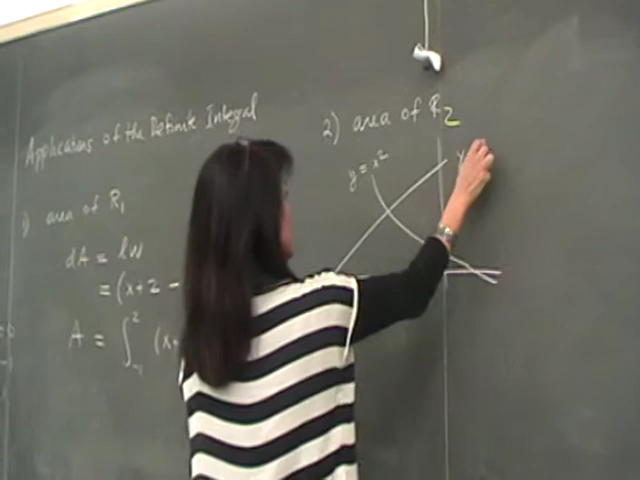 Applications of the Definite Integral
1) area of R₁
dA = lw
= (x+2 -
A = ∫₋₁² (x+
2) area of R₂
y = x²
y